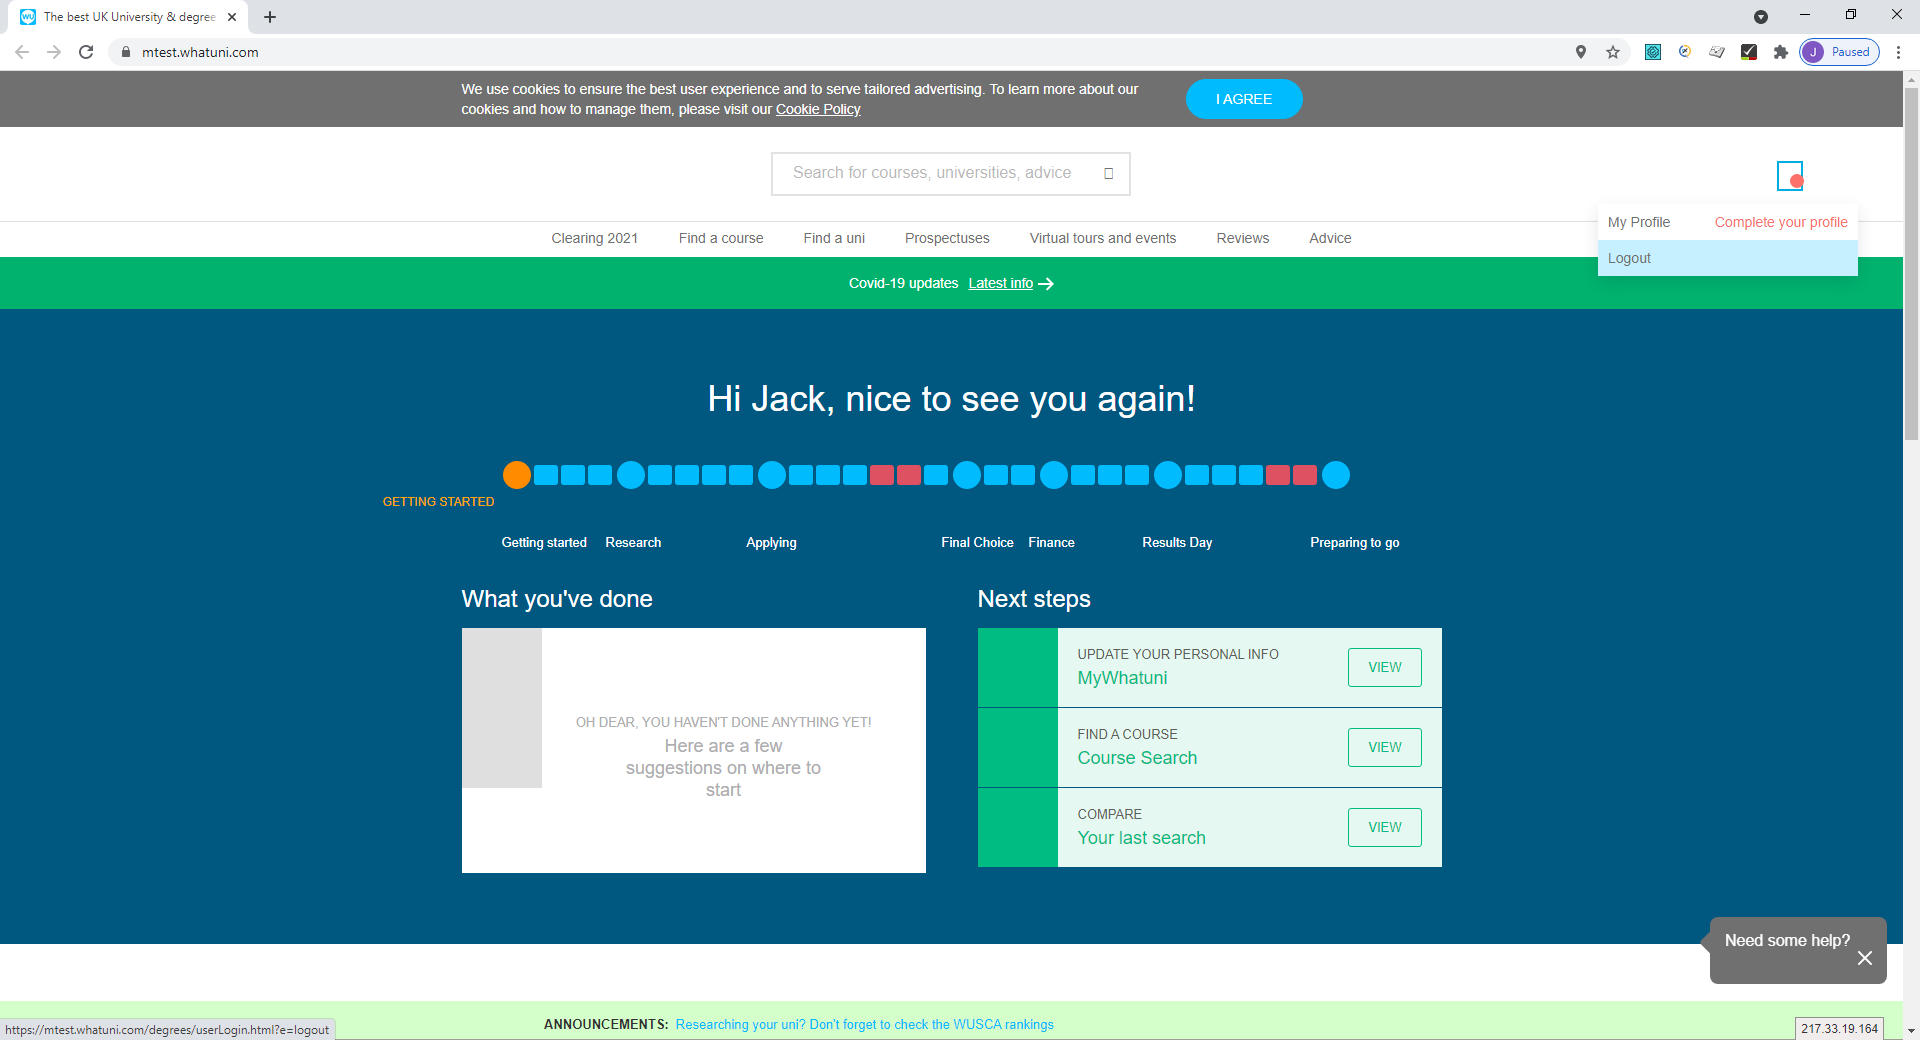 The best UK University & degree
mtest.whatuni.com
J Paused
We use cookies to ensure the best user experience and to serve tailored advertising. To learn more about our
cookies and how to manage them, please visit our Cookie Policy
I AGREE
Search for courses, universities, advice
My Profile Complete your profile
Logout
Clearing 2021 Find a course Find a uni Prospectuses Virtual tours and events Reviews Advice
Covid-19 updates Latest info
Hi Jack, nice to see you again!
GETTING STARTED
Getting started Research Applying Final Choice Finance Results Day Preparing to go
What you've done
OH DEAR, YOU HAVEN'T DONE ANYTHING YET!
Here are a few
suggestions on where to
start
Next steps
UPDATE YOUR PERSONAL INFO
MyWhatuni
VIEW
FIND A COURSE
Course Search
VIEW
COMPARE
Your last search
VIEW
Need some help?
ANNOUNCEMENTS: Researching your uni? Don't forget to check the WUSCA rankings
https://mtest.whatuni.com/degrees/userLogin.html?e=logout
217.33.19.164